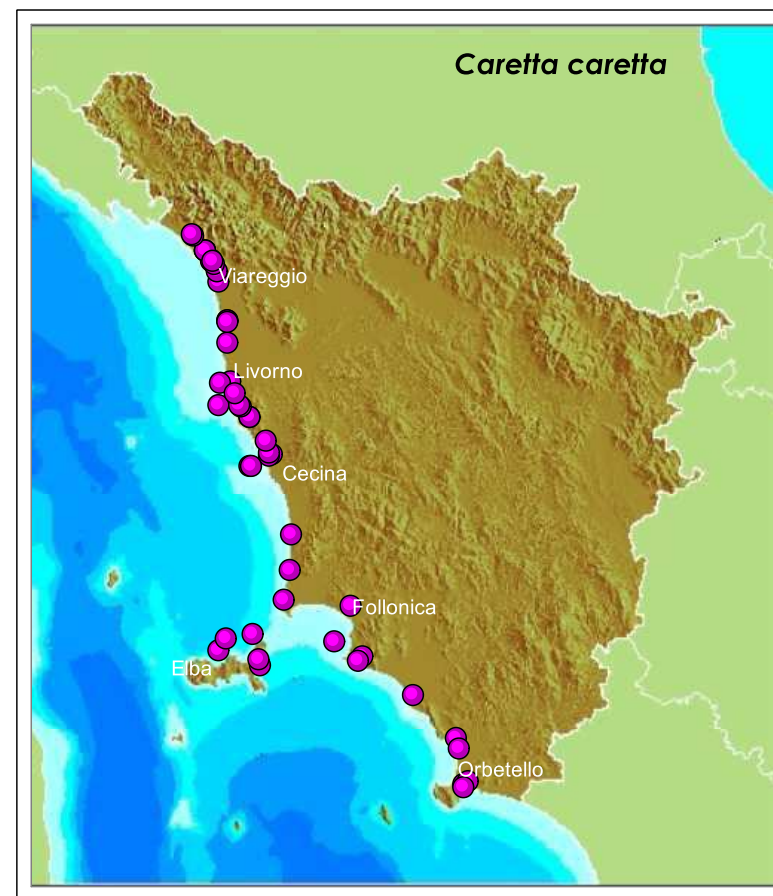 Caretta caretta
Viareggio
Livorno
Cecina
Follonica
Elba
Orbetello